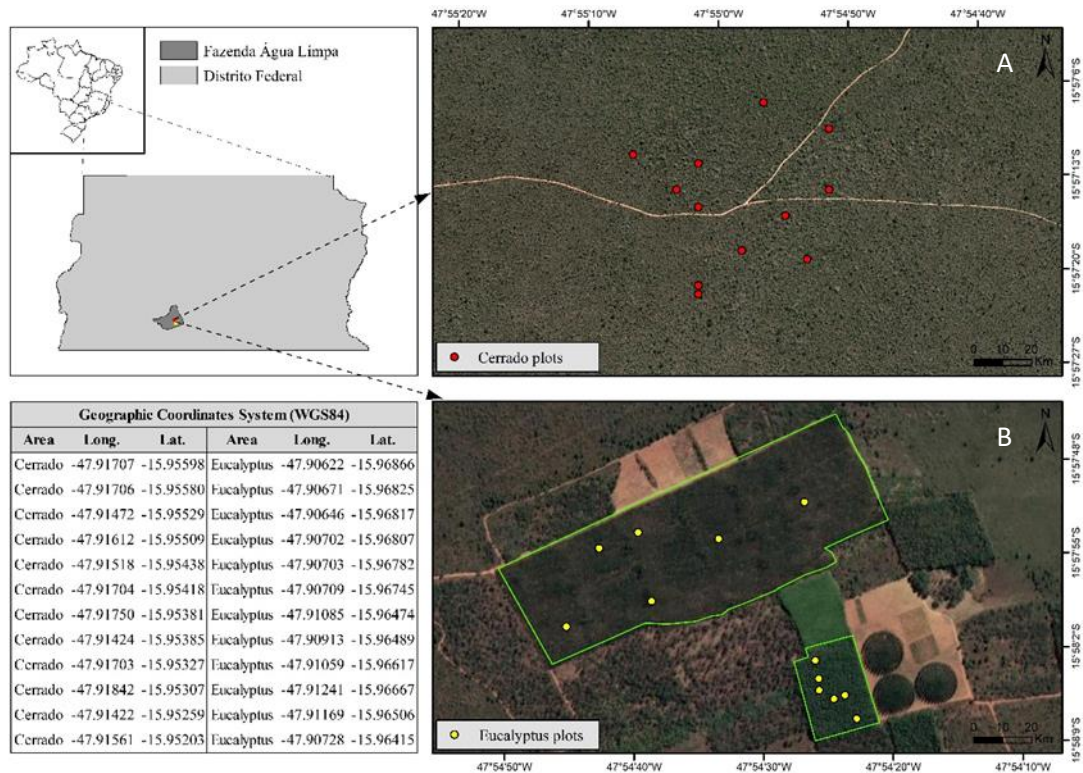 Fazenda Água Limpa
Distrito Federal
47°55'20"W 47°55'10"W 47°55'0"W 47°54'50"W 47°54'40"W
A
N
15°57'6"S
15°57'13"S
15°57'20"S
15°57'27"S
Cerrado plots
0 10 20
Km
Geographic Coordinates System (WGS84)
Area Long. Lat. Area Long. Lat.
Cerrado -47.91707 -15.95598 Eucalyptus -47.90622 -15.96866
Cerrado -47.91706 -15.95580 Eucalyptus -47.90671 -15.96825
Cerrado -47.91472 -15.95529 Eucalyptus -47.90646 -15.96817
Cerrado -47.91612 -15.95509 Eucalyptus -47.90702 -15.96807
Cerrado -47.91518 -15.95438 Eucalyptus -47.90703 -15.96782
Cerrado -47.91704 -15.95418 Eucalyptus -47.90709 -15.96745
Cerrado -47.91750 -15.95381 Eucalyptus -47.91085 -15.96474
Cerrado -47.91424 -15.95385 Eucalyptus -47.90913 -15.96489
Cerrado -47.91703 -15.95327 Eucalyptus -47.91059 -15.96617
Cerrado -47.91842 -15.95307 Eucalyptus -47.91241 -15.96667
Cerrado -47.91422 -15.95259 Eucalyptus -47.91169 -15.96506
Cerrado -47.91561 -15.95203 Eucalyptus -47.90728 -15.96415
B
N
15°57'48"S
15°57'55"S
15°58'2"S
15°58'9"S
Eucalyptus plots
0 10 20
Km
47°54'50"W 47°54'40"W 47°54'30"W 47°54'20"W 47°54'10"W